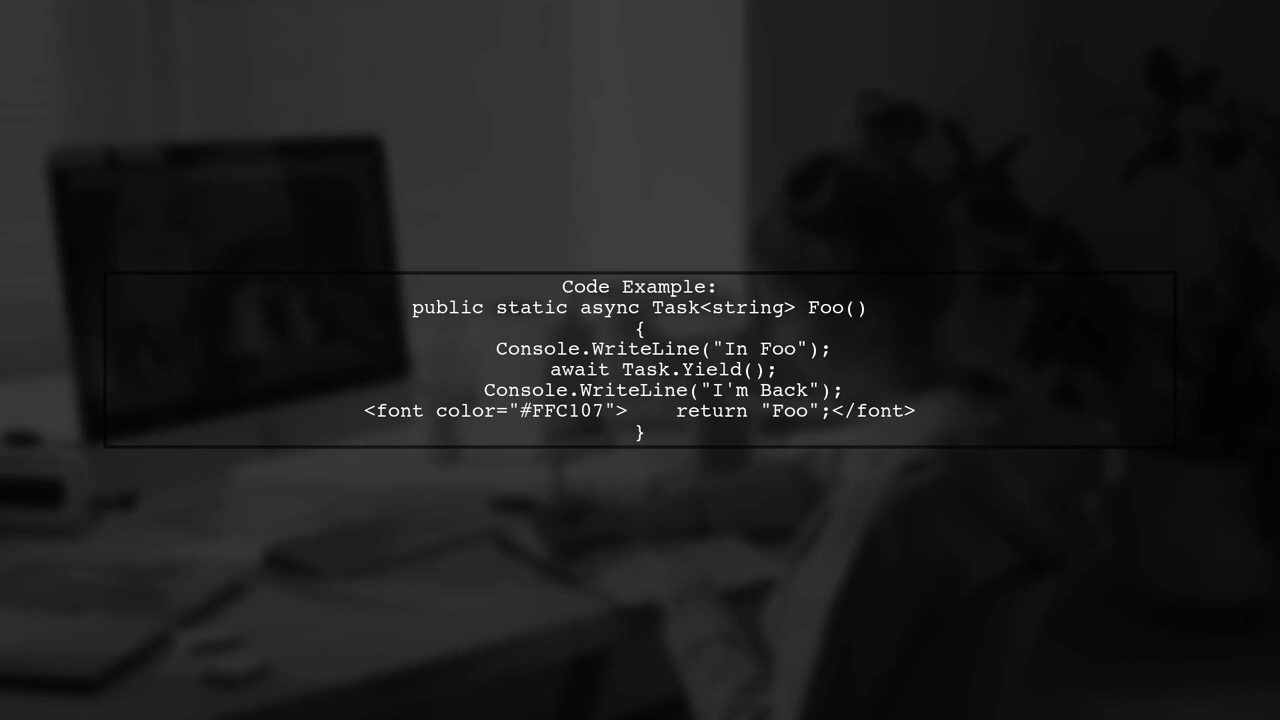 Code Example:
public static async Task<string> Foo()
{
    Console.WriteLine("In Foo");
    await Task.Yield();
    Console.WriteLine("I'm Back");
<font color="#FFC107">    return "Foo";</font>
}